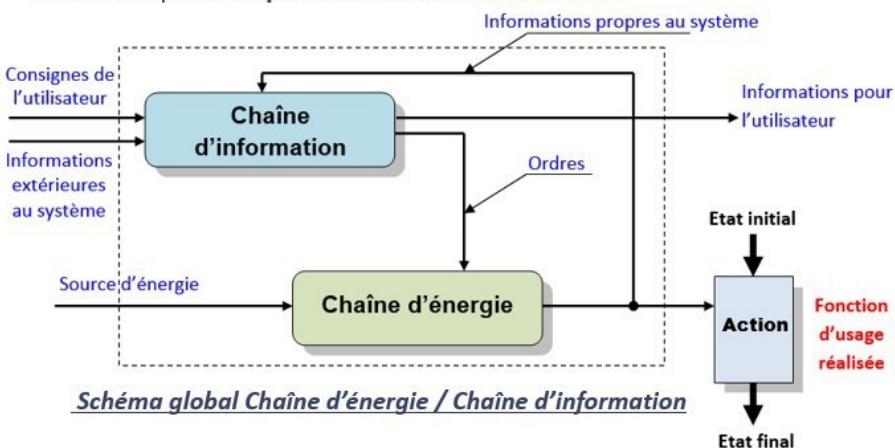 Informations propres au système
Consignes de
l'utilisateur
Chaîne
d'information
Informations pour
l'utilisateur
Informations
extérieures
au système
Ordres
Etat initial
Source d'énergie
Chaîne d'énergie
Action
Fonction
d'usage
réalisée
Schéma global Chaîne d'énergie / Chaîne d'information
Etat final